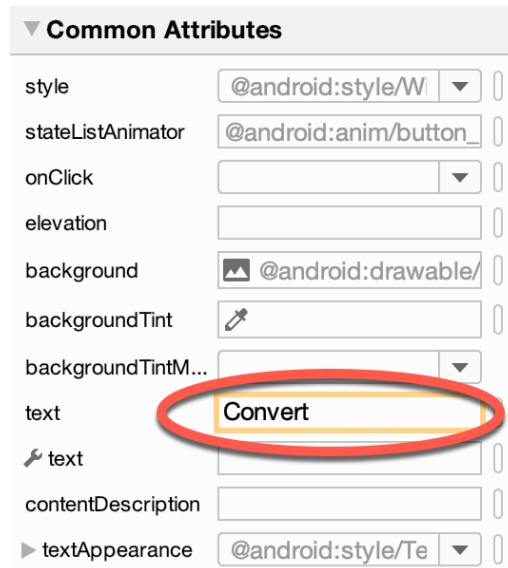 Common Attributes
style @android:style/Wi
stateListAnimator @android:anim/button_
onClick
elevation
background @android:drawable/
backgroundTint
backgroundTintM...
text Convert
text
contentDescription
textAppearance @android:style/Te